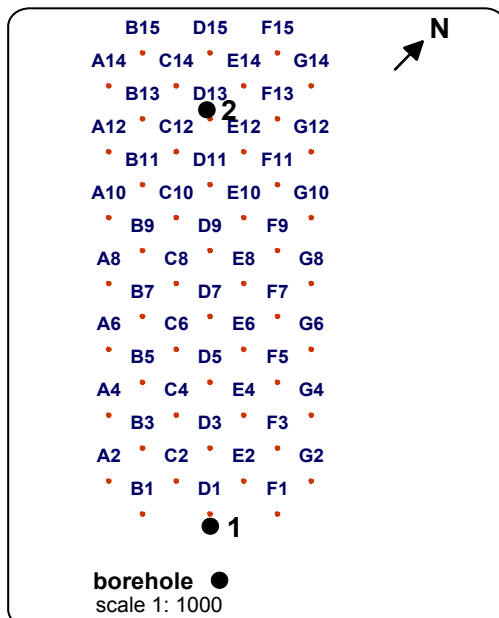 B15 D15 F15
N
A14 C14 E14 G14
B13 D13 F13
2
A12 C12 E12 G12
B11 D11 F11
A10 C10 E10 G10
B9 D9 F9
A8 C8 E8 G8
B7 D7 F7
A6 C6 E6 G6
B5 D5 F5
A4 C4 E4 G4
B3 D3 F3
A2 C2 E2 G2
B1 D1 F1
1
borehole
scale 1: 1000